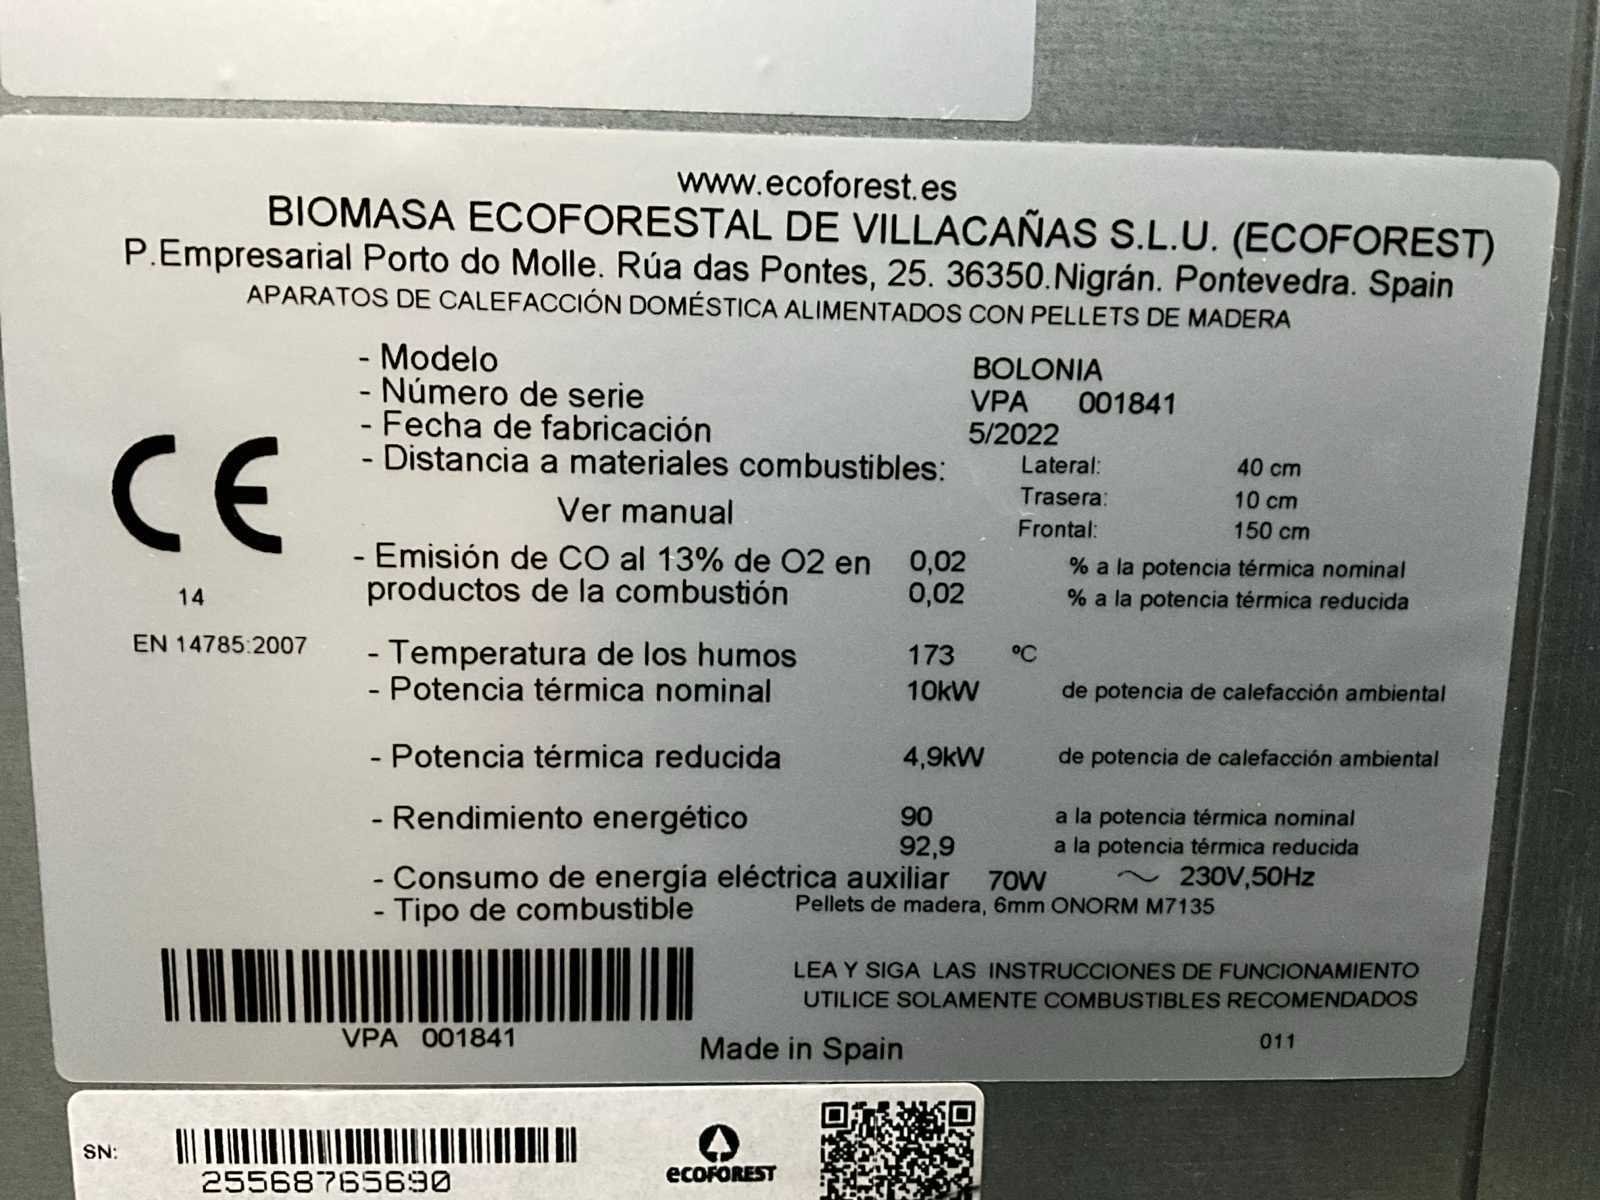 www.ecoforest.es
BIOMASA ECOFORESTAL DE VILLACAÑAS S.L.U. (ECOFOREST)
P.Empresarial Porto do Molle. Rúa das Pontes, 25. 36350.Nigrán. Pontevedra. Spain
APARATOS DE CALEFACCIÓN DOMÉSTICA ALIMENTADOS CON PELLETS DE MADERA
- Modelo BOLONIA
- Número de serie VPA 001841
- Fecha de fabricación 5/2022
- Distancia a materiales combustibles: Lateral: 40 cm
Trasera: 10 cm
Ver manual Frontal: 150 cm
CE
14
EN 14785:2007
- Emisión de CO al 13% de O2 en 0,02 % a la potencia térmica nominal
productos de la combustión 0,02 % a la potencia térmica reducida
- Temperatura de los humos 173 ºC
- Potencia térmica nominal 10kW de potencia de calefacción ambiental
- Potencia térmica reducida 4,9kW de potencia de calefacción ambiental
- Rendimiento energético 90 a la potencia térmica nominal
92,9 a la potencia térmica reducida
- Consumo de energía eléctrica auxiliar 70W ~ 230V,50Hz
- Tipo de combustible Pellets de madera, 6mm ONORM M7135
VPA 001841
LEA Y SIGA LAS INSTRUCCIONES DE FUNCIONAMIENTO
UTILICE SOLAMENTE COMBUSTIBLES RECOMENDADOS
Made in Spain 011
SN:
25568765690
ecoFOREST